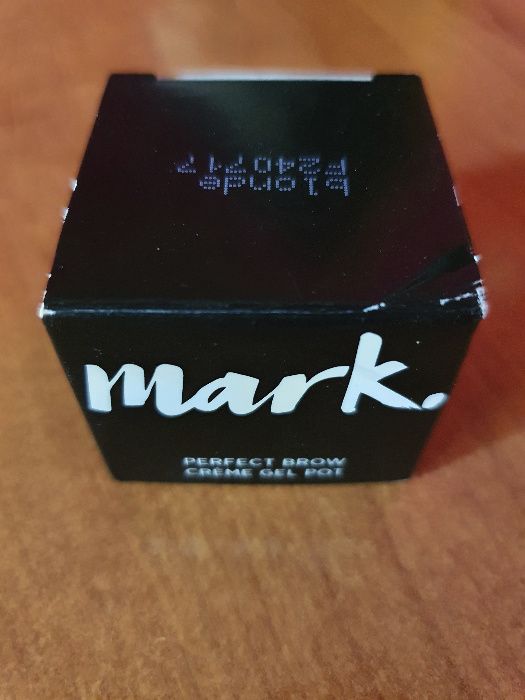 blonde
F240717
mark.
PERFECT BROW
CRÈME GEL POT